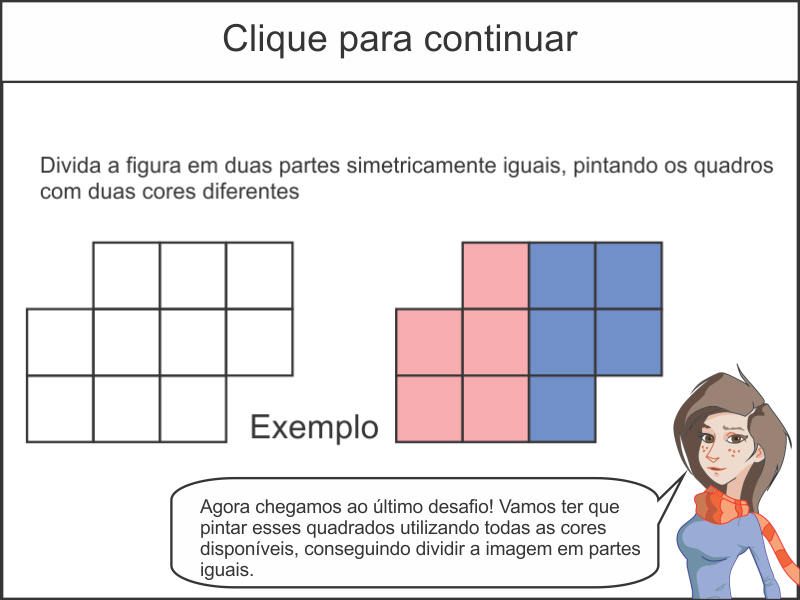 Clique para continuar
Divida a figura em duas partes simetricamente iguais, pintando os quadros
com duas cores diferentes
Exemplo
Agora chegamos ao último desafio! Vamos ter que
pintar esses quadrados utilizando todas as cores
disponíveis, conseguindo dividir a imagem em partes
iguais.